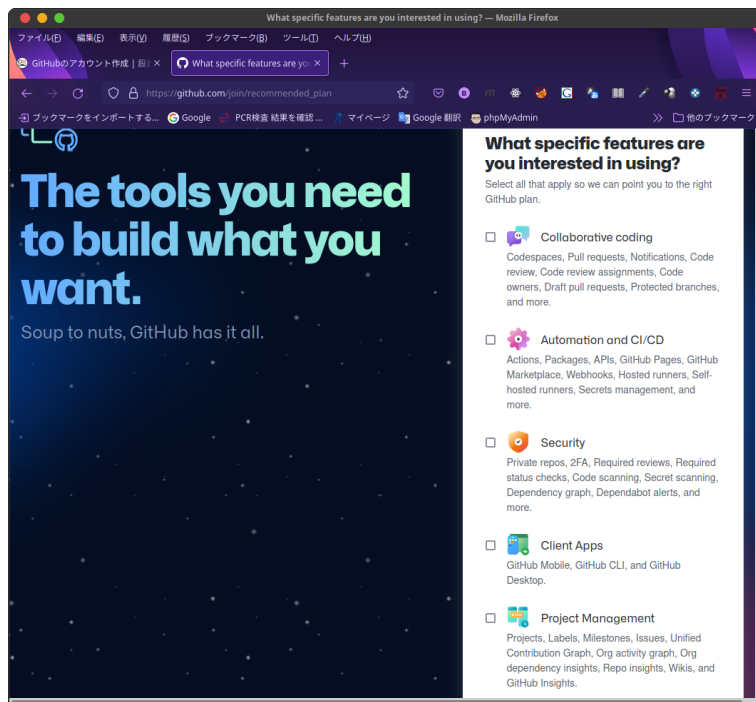 What specific features are you interested in using? — Mozilla Firefox
ファイル(F) 編集(E) 表示(V) 履歴(S) ブックマーク(B) ツール(T) ヘルプ(H)
GitHubのアカウント作成 | 設 × What specific features are you × +
https://github.com/join/recommended_plan
ブックマークをインポートする... Google PCR検査 結果を確認 ... マイページ Google 翻訳 phpMyAdmin 他のブックマーク
The tools you need
to build what you
want.
Soup to nuts, GitHub has it all.
What specific features are
you interested in using?
Select all that apply so we can point you to the right
GitHub plan.
Collaborative coding
Codespaces, Pull requests, Notifications, Code
review, Code review assignments, Code
owners, Draft pull requests, Protected branches,
and more.
Automation and CI/CD
Actions, Packages, APIs, GitHub Pages, GitHub
Marketplace, Webhooks, Hosted runners, Self-
hosted runners, Secrets management, and
more.
Security
Private repos, 2FA, Required reviews, Required
status checks, Code scanning, Secret scanning,
Dependency graph, Dependabot alerts, and
more.
Client Apps
GitHub Mobile, GitHub CLI, and GitHub
Desktop.
Project Management
Projects, Labels, Milestones, Issues, Unified
Contribution Graph, Org activity graph, Org
dependency insights, Repo insights, Wikis, and
GitHub Insights.